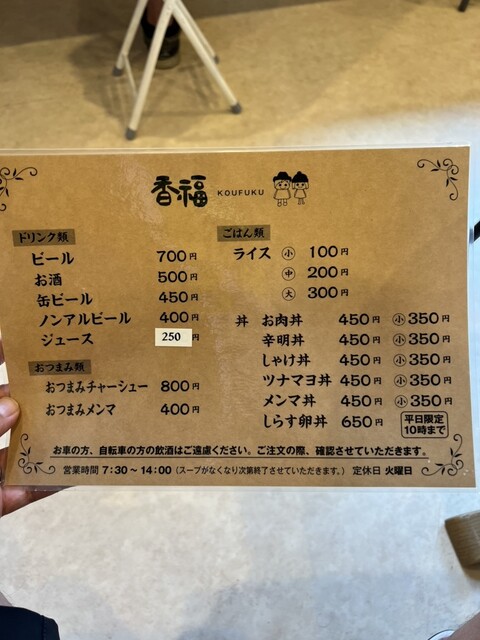 香福 KOUFUKU
ドリンク類
ビール 700円
お酒 500円
缶ビール 450円
ノンアルビール 400円
ジュース 250円
おつまみ類
おつまみチャーシュー 800円
おつまみメンマ 400円
ごはん類
ライス 小 100円
中 200円
大 300円
丼 お肉丼 450円 小350円
辛明丼 450円 小350円
しゃけ丼 450円 小350円
ツナマヨ丼 450円 小350円
メンマ丼 450円 小350円
しらす卵丼 650円
平日限定
10時まで
お車の方、自転車の方の飲酒はご遠慮ください。ご注文の際、確認させていただきます。
営業時間 7:30~14:00(スープがなくなり次第終了させていただきます。) 定休日 火曜日